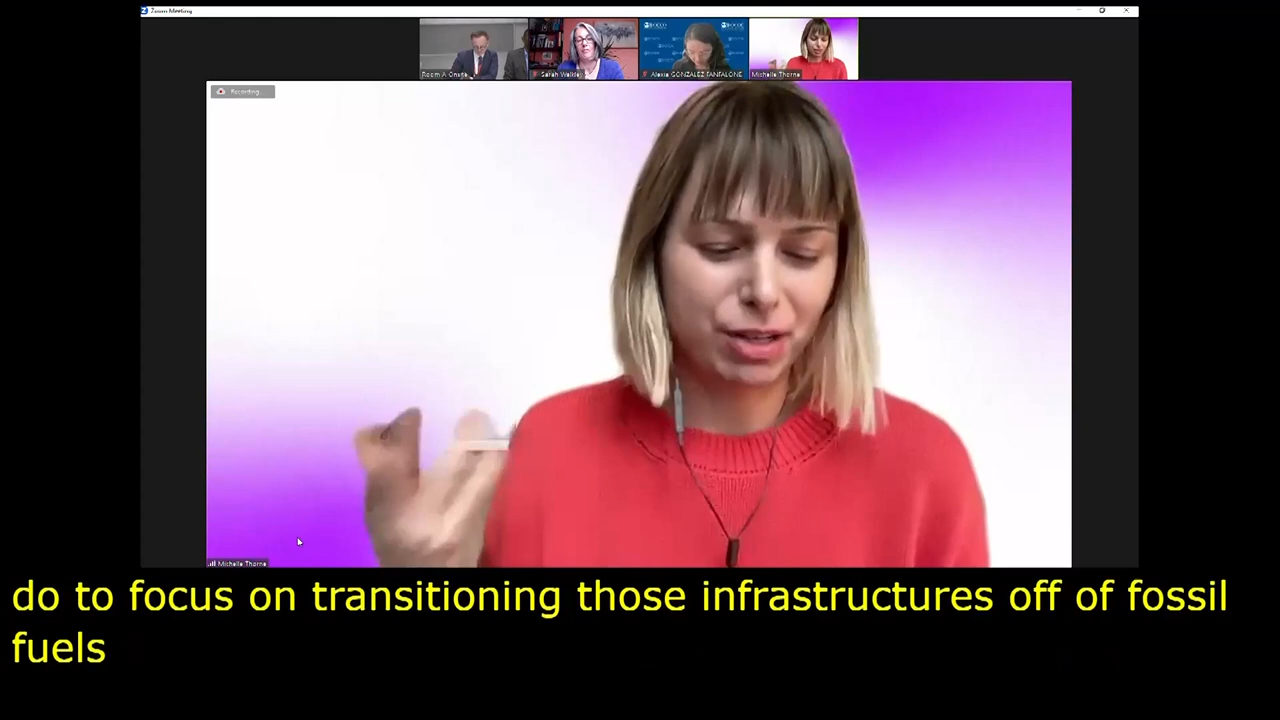 Zoom Meeting
Room A Onsite
Sarah Walkley
Alexia GONZALEZ FANFALONE
Michelle Thorne
Recording...
Michelle Thorne
do to focus on transitioning those infrastructures off of fossil
fuels